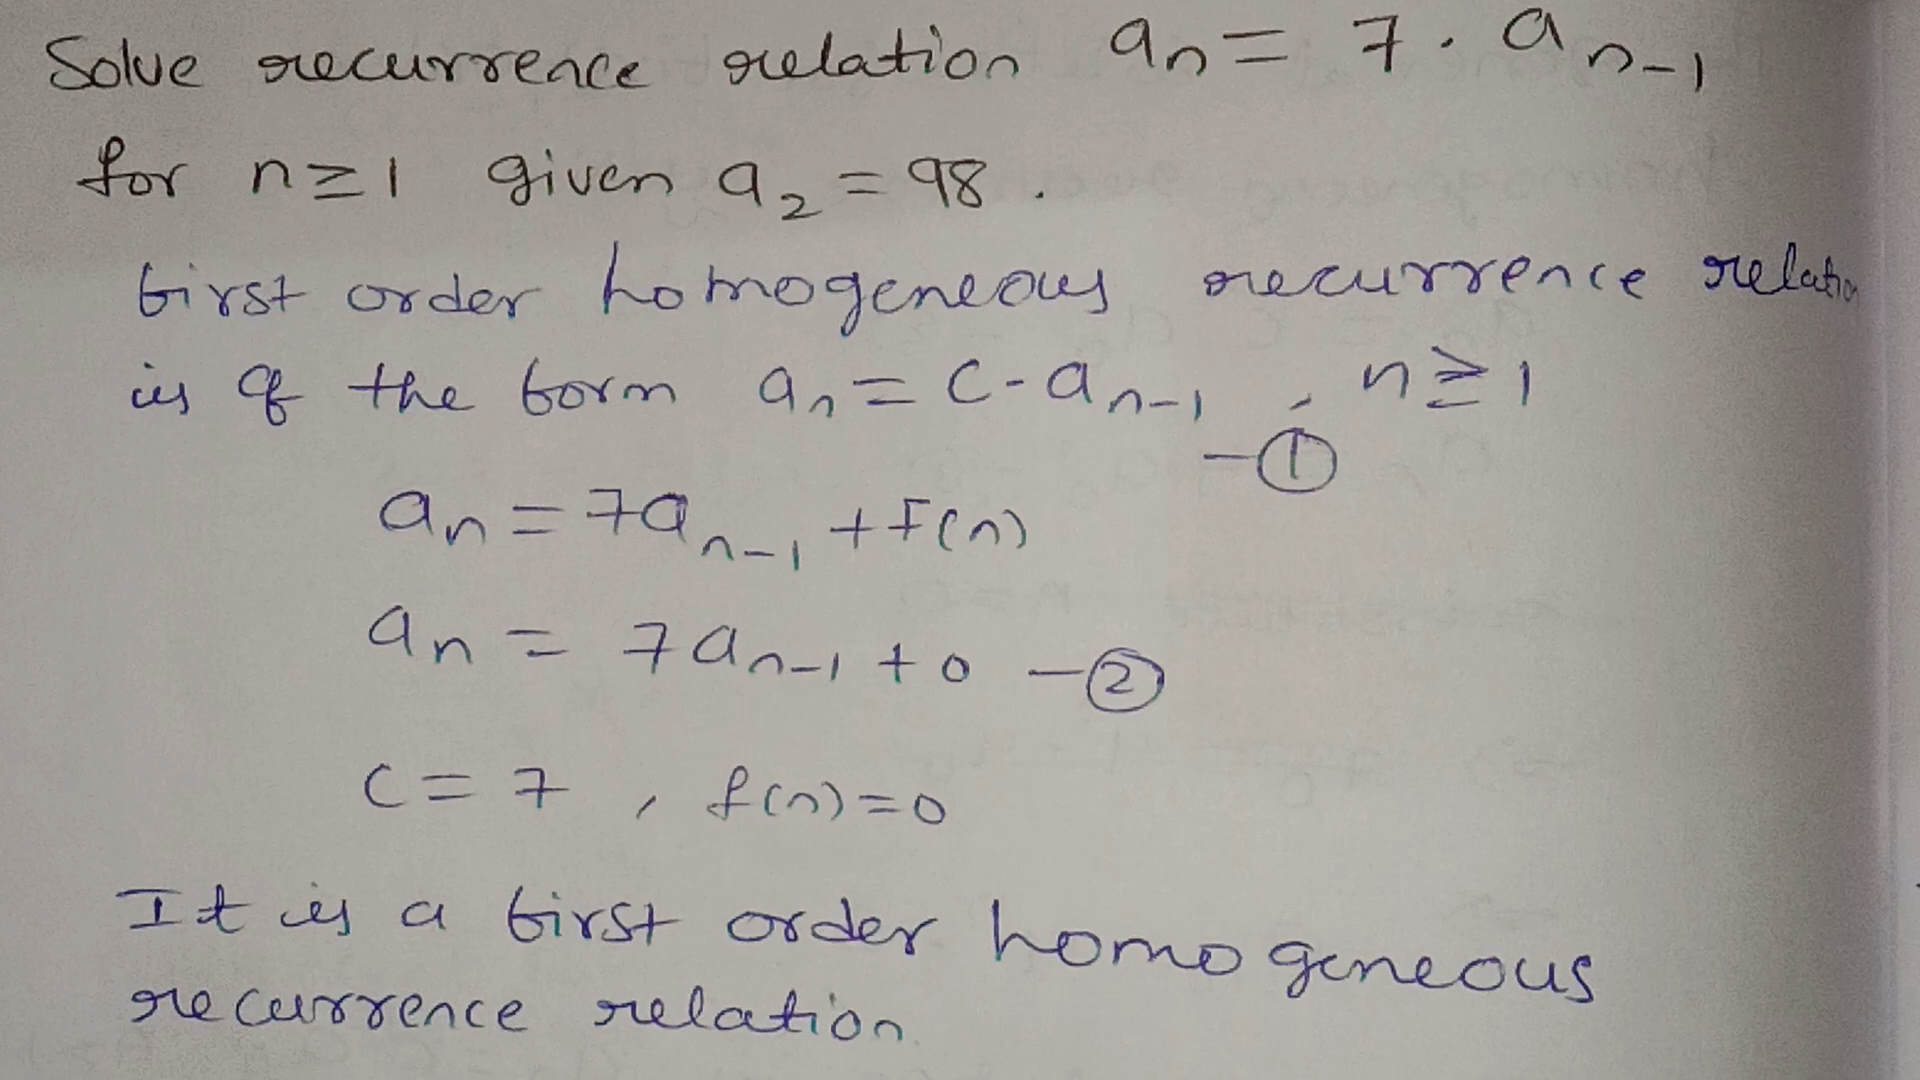 Solve recurrence relation aₙ = 7 · aₙ₋₁
for n ≥ 1 given a₂ = 98.
first order homogeneous recurrence relation
is of the form aₙ = c - aₙ₋₁, n ≥ 1
- ①
aₙ = 7aₙ₋₁ + F(n)
aₙ = 7aₙ₋₁ + 0 - ②
c = 7, f(n) = 0
It is a first order homogeneous
recurrence relation